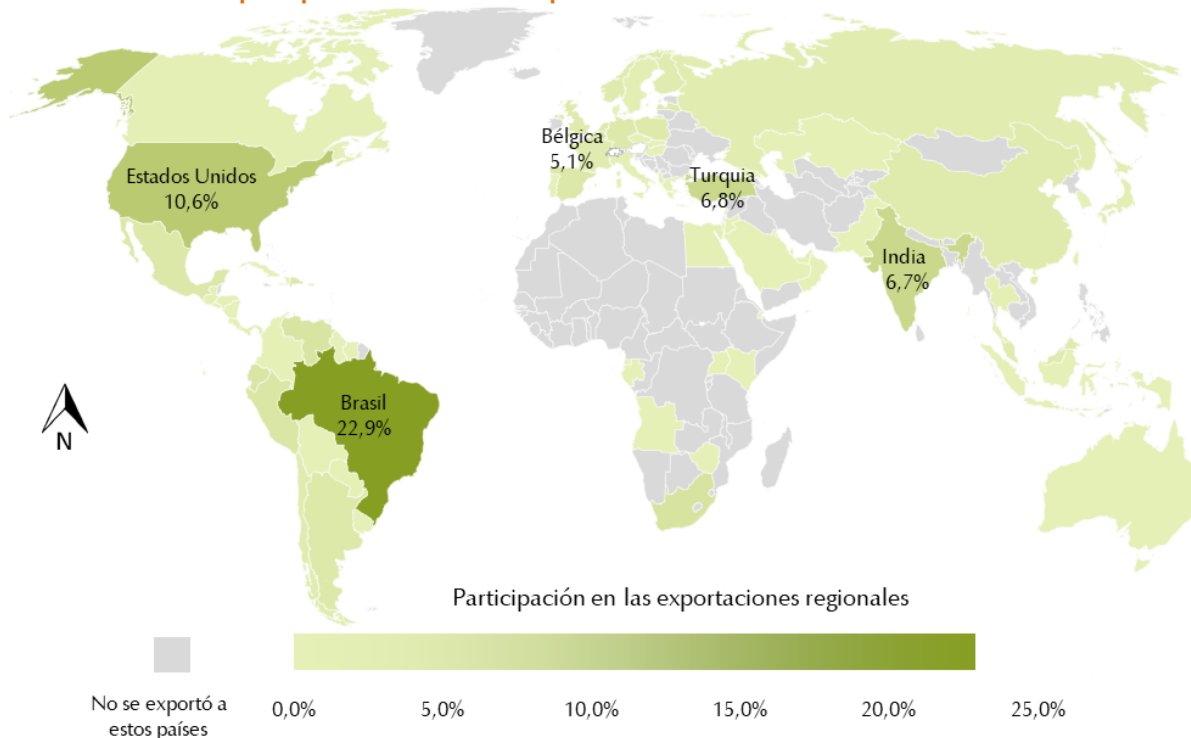 Estados Unidos
10,6%
Bélgica
5,1%
Turquia
6,8%
India
6,7%
Brasil
22,9%
N
Participación en las exportaciones regionales
No se exportó a
estos países
0,0%
5,0%
10,0%
15,0%
20,0%
25,0%